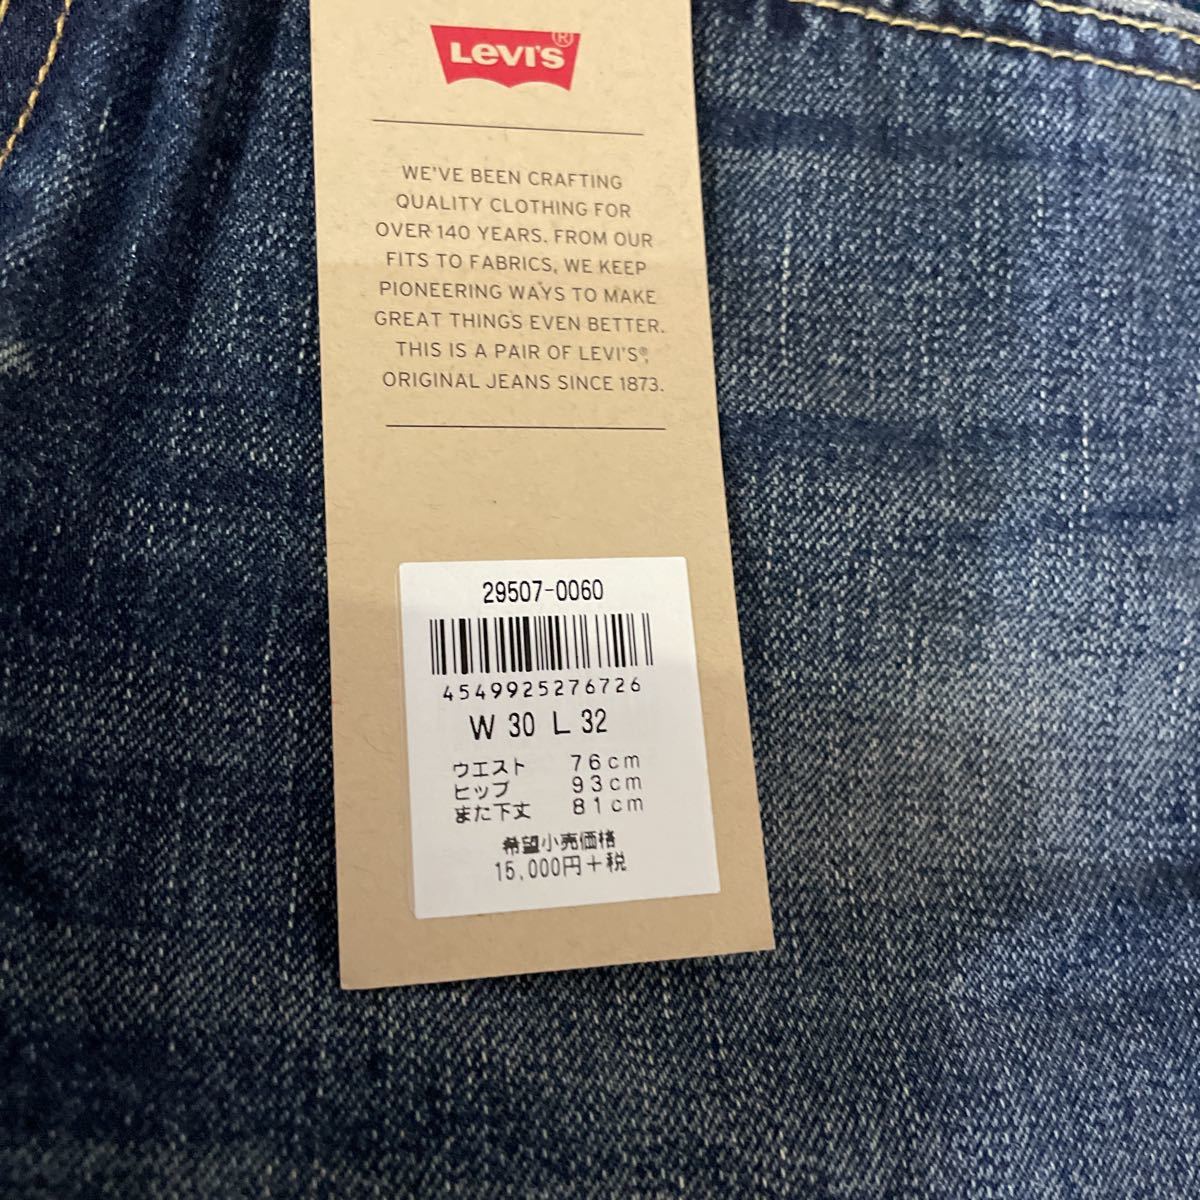 Levi's®
WE'VE BEEN CRAFTING
QUALITY CLOTHING FOR
OVER 140 YEARS. FROM OUR
FITS TO FABRICS, WE KEEP
PIONEERING WAYS TO MAKE
GREAT THINGS EVEN BETTER.
THIS IS A PAIR OF LEVI'S®,
ORIGINAL JEANS SINCE 1873.
29507-0060
4549925276726
W 30 L 32
ウエスト 76cm
ヒップ 93cm
また下丈 81cm
希望小売価格
15,000円+税